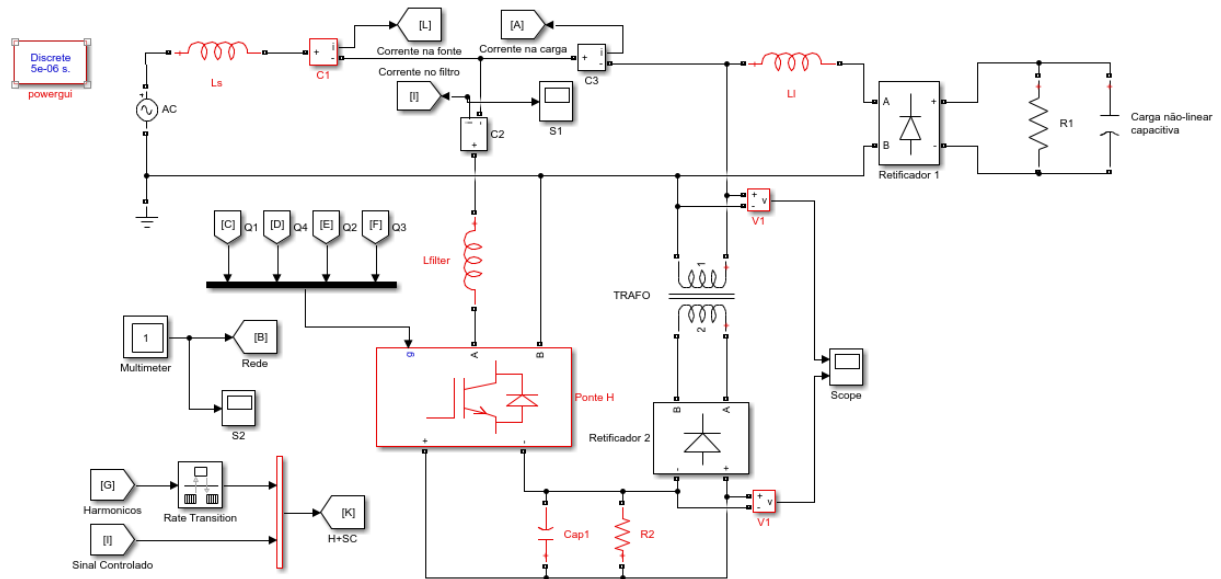 [L]
[A]
Discrete
5e-06 s.
powergui
Ls
+
i
-
C1
Corrente na fonte
Corrente na carga
+
i
-
C3
Corrente no filtro
[I]
S1
Ll
AC
C2
+
-
A
B
+
-
Retificador 1
R1
Carga não-linear
capacitiva
[C]
Q1
[D]
Q4
[E]
Q2
[F]
Q3
Lfilter
+
-
v
V1
TRAFO
1
2
1
Multimeter
[B]
Rede
S2
g
A
B
Ponte H
+
-
Scope
B
A
Retificador 2
-
+
+
-
v
V1
[G]
Harmonicos
Rate Transition
[K]
H+SC
[I]
Sinal Controlado
Cap1
R2